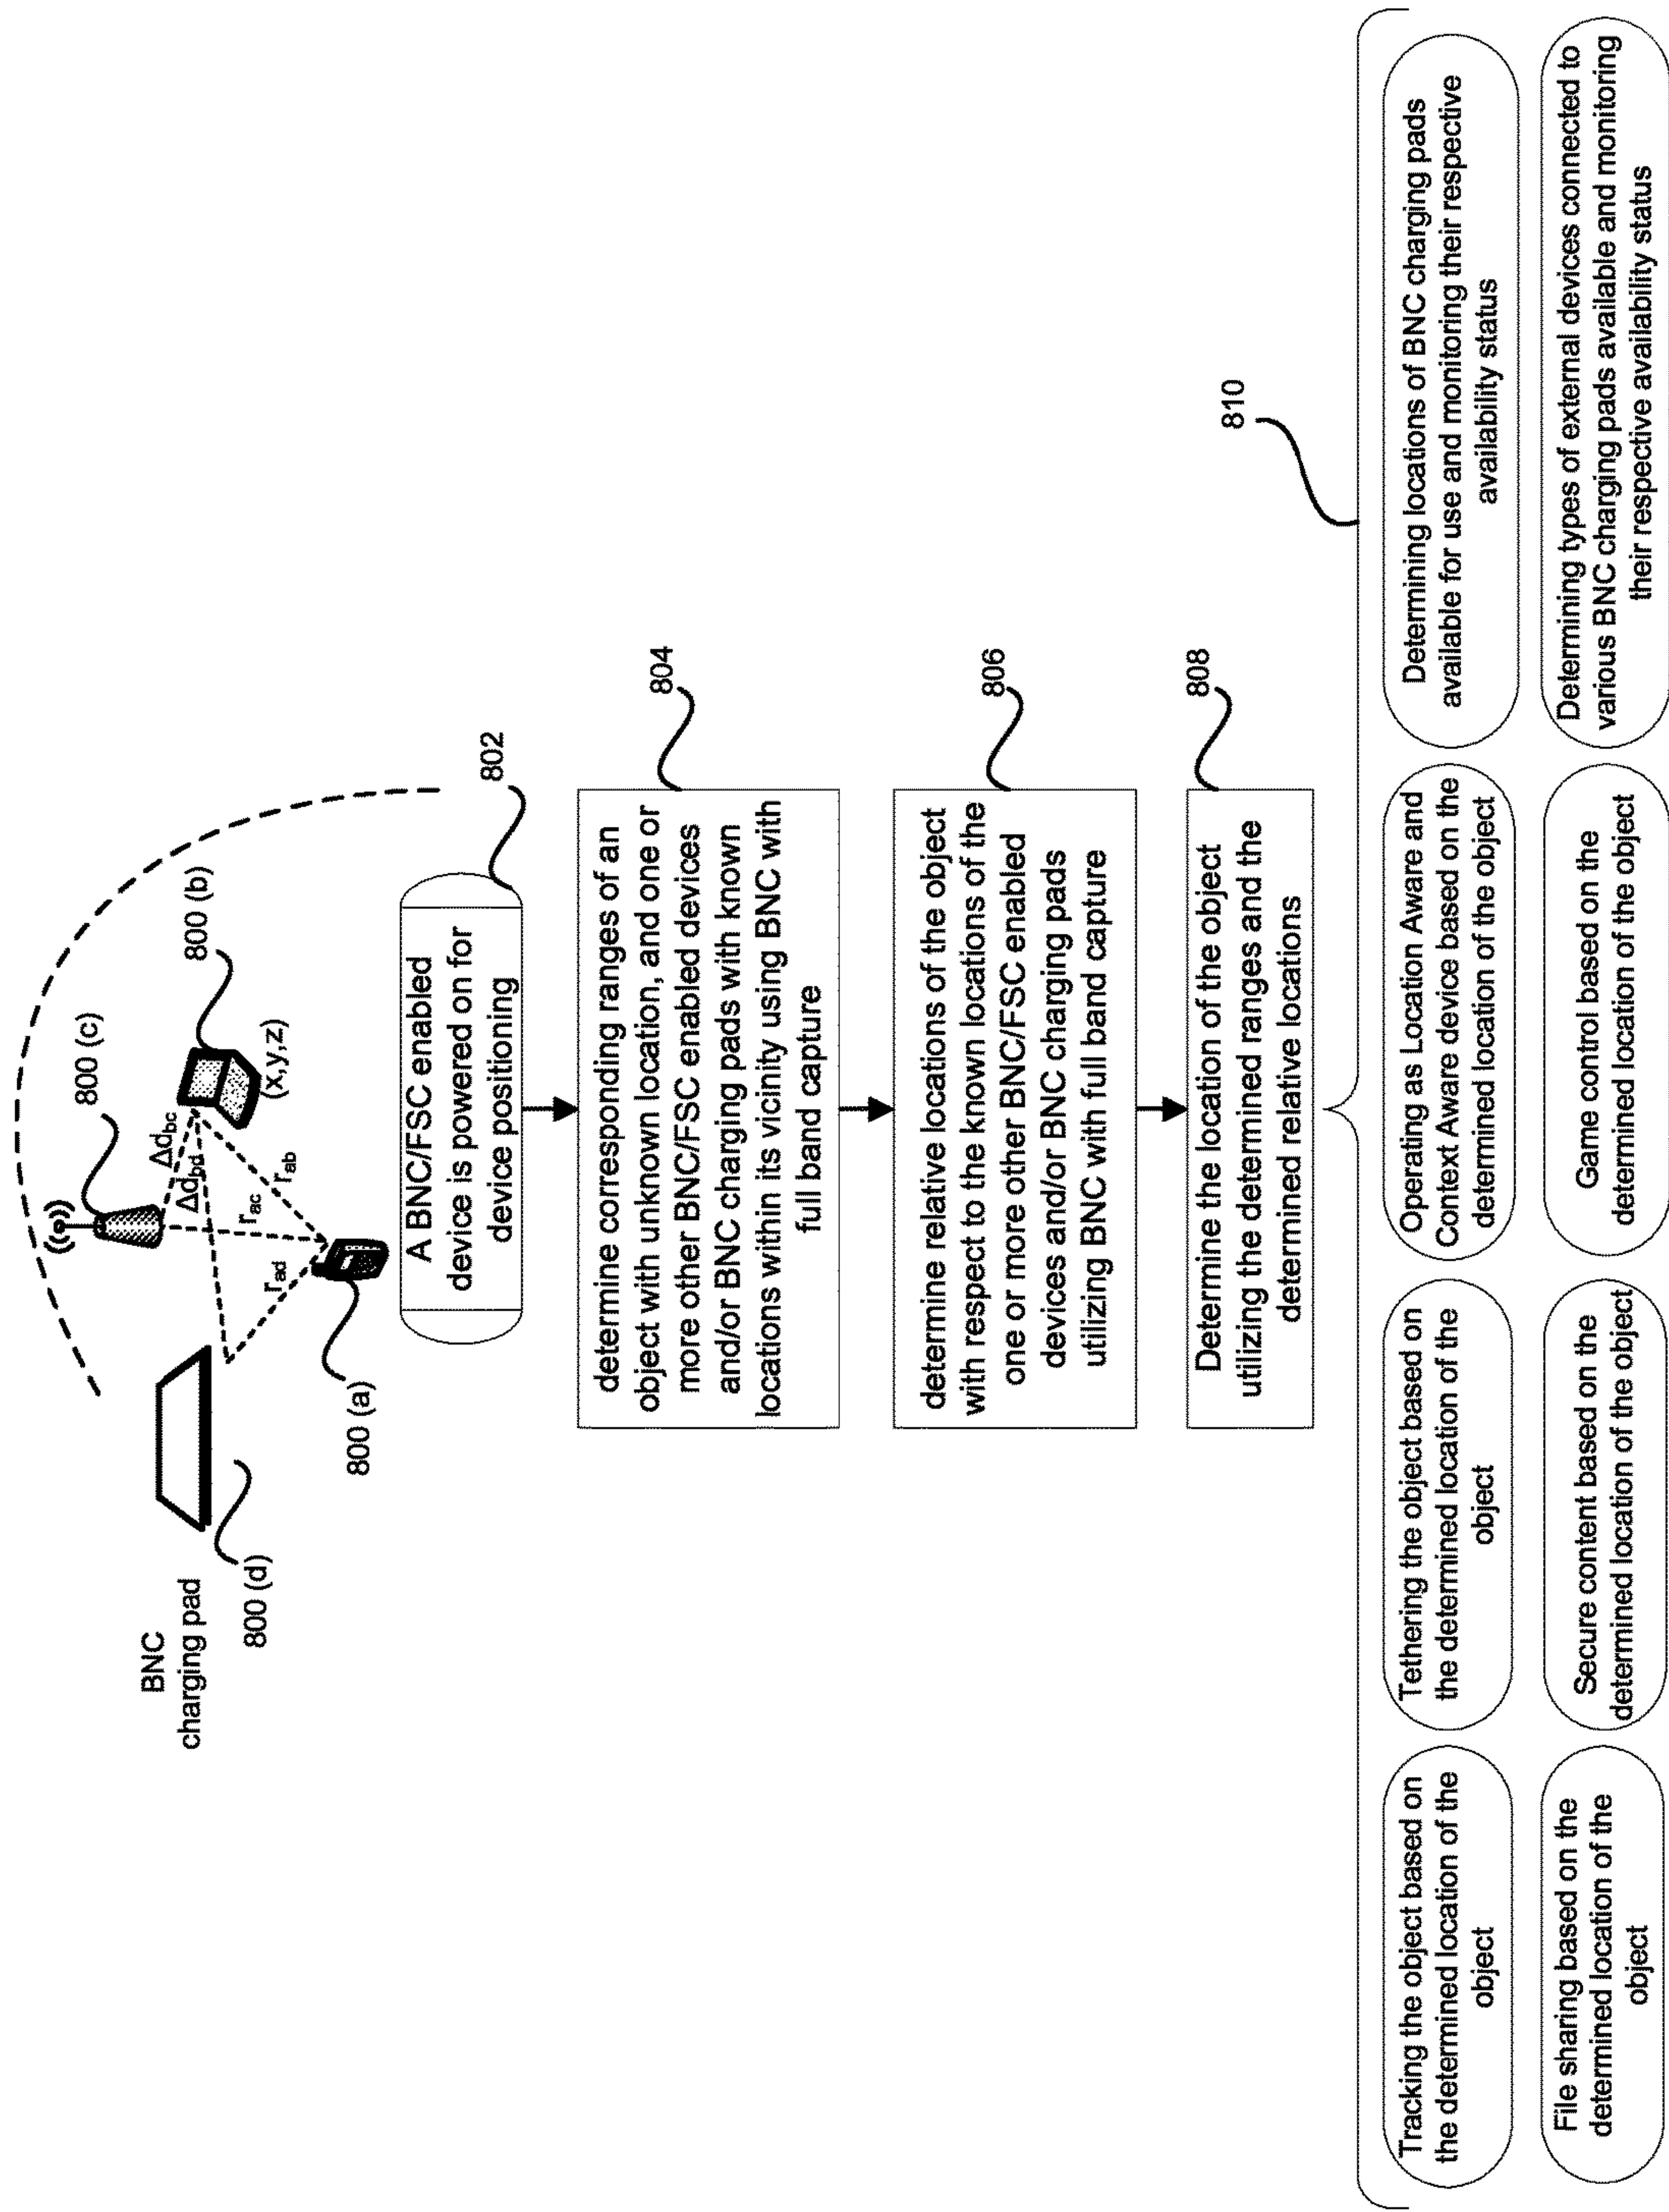 BNC
charging pad
800 (d)
800 (a)
800 (c)
800 (b)
(x,y,z)
Δd_bc
Δd_bd
r_ab
r_ac
r_ad
A BNC/FSC enabled
device is powered on for
device positioning
802
determine corresponding ranges of an
object with unknown location, and one or
more other BNC/FSC enabled devices
and/or BNC charging pads with known
locations within its vicinity using BNC with
full band capture
804
determine relative locations of the object
with respect to the known locations of the
one or more other BNC/FSC enabled
devices and/or BNC charging pads
utilizing BNC with full band capture
806
Determine the location of the object
utilizing the determined ranges and the
determined relative locations
808
810
Tracking the object based on
the determined location of the
object
Tethering the object based on
the determined location of the
object
Operating as Location Aware and
Context Aware device based on the
determined location of the object
Determining locations of BNC charging pads
available for use and monitoring their respective
availability status
File sharing based on the
determined location of the
object
Secure content based on the
determined location of the object
Game control based on the
determined location of the object
Determining types of external devices connected to
various BNC charging pads available and monitoring
their respective availability status